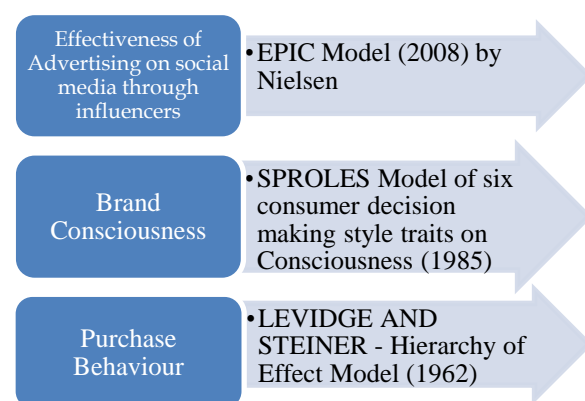 Effectiveness of
Advertising on social
media through
influencers
•EPIC Model (2008) by
Nielsen
Brand
Consciousness
•SPROLES Model of six
consumer decision
making style traits on
Consciousness (1985)
Purchase
Behaviour
•LEVIDGE AND
STEINER - Hierarchy of
Effect Model (1962)